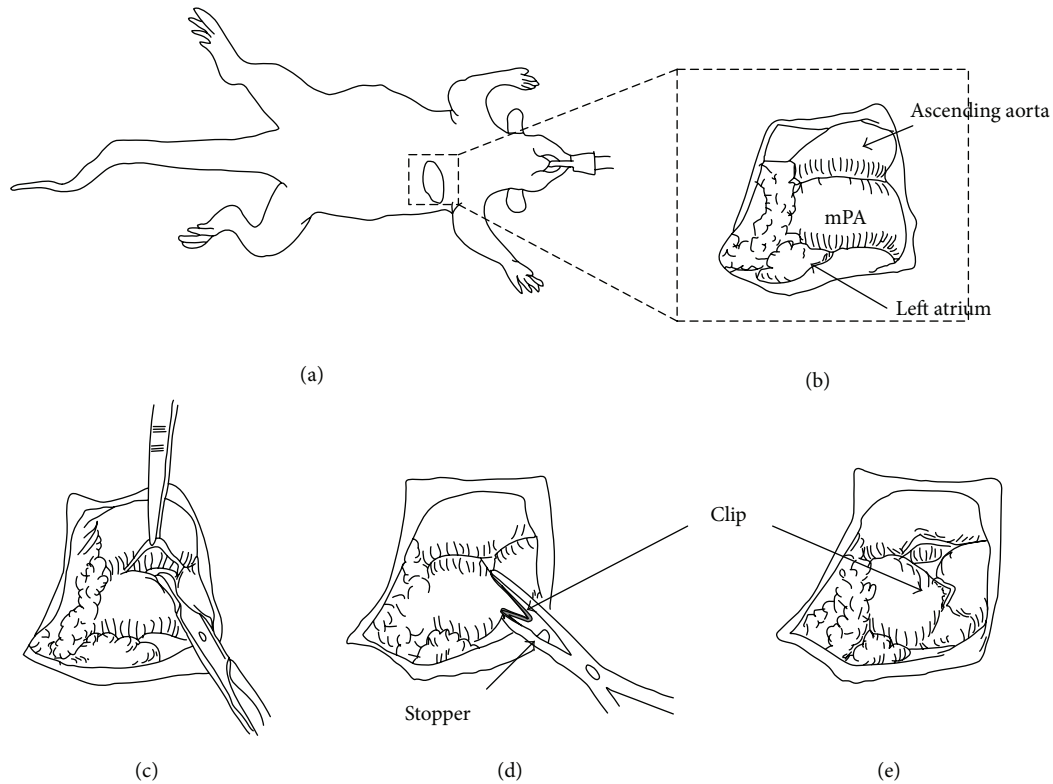 Ascending aorta
mPA
Left atrium
(a)
(b)
Clip
Stopper
(c)
(d)
(e)